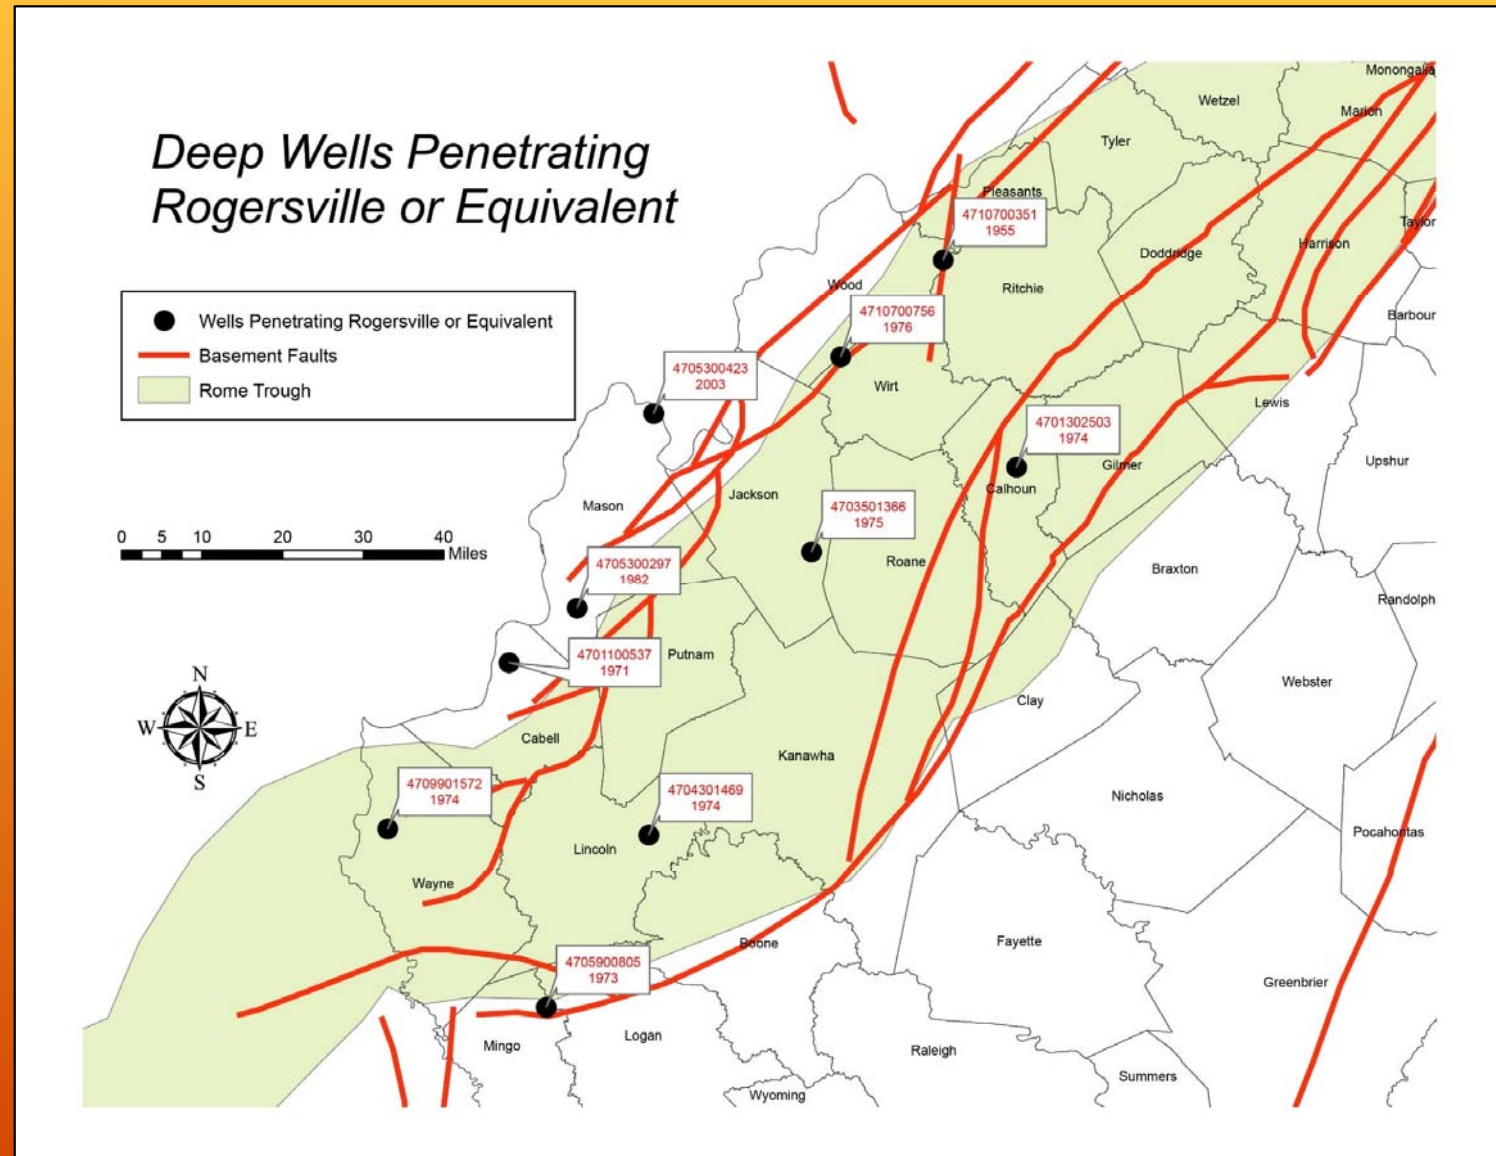 Deep Wells Penetrating
Rogersville or Equivalent
Wells Penetrating Rogersville or Equivalent
Basement Faults
Rome Trough
0 5 10 20 30 40
Miles
N
W E
S
Monongalia
Wetzel
Marion
Tyler
Pleasants
4710700351
1955
Taylor
Harrison
Doddridge
Wood
Ritchie
4710700756
1976
Barbour
4705300423
2003
Wirt
Lewis
4701302503
1974
Gilmer
Upshur
Calhoun
Jackson
Mason
4703501366
1975
Roane
4705300297
1982
Braxton
Randolph
4701100537
1971
Putnam
Webster
Clay
Cabell
Kanawha
4709901572
1974
4704301469
1974
Nicholas
Pocahontas
Lincoln
Wayne
Boone
Fayette
4705900805
1973
Greenbrier
Logan
Mingo
Raleigh
Summers
Wyoming